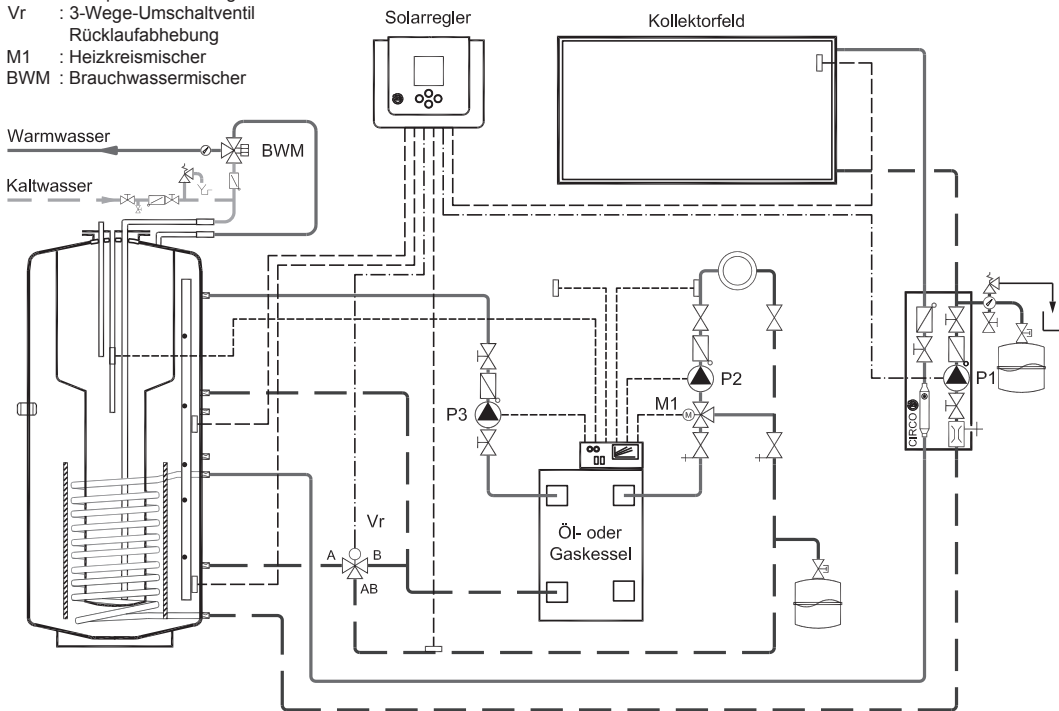 Vr : 3-Wege-Umschaltventil
Rücklaufabhebung
M1 : Heizkreismischer
BWM : Brauchwassermischer
Solarregler
Kollektorfeld
Warmwasser
BWM
Kaltwasser
P2
P1
M1
M
P3
CIRCO
Öl- oder
Gaskessel
Vr
A
B
AB